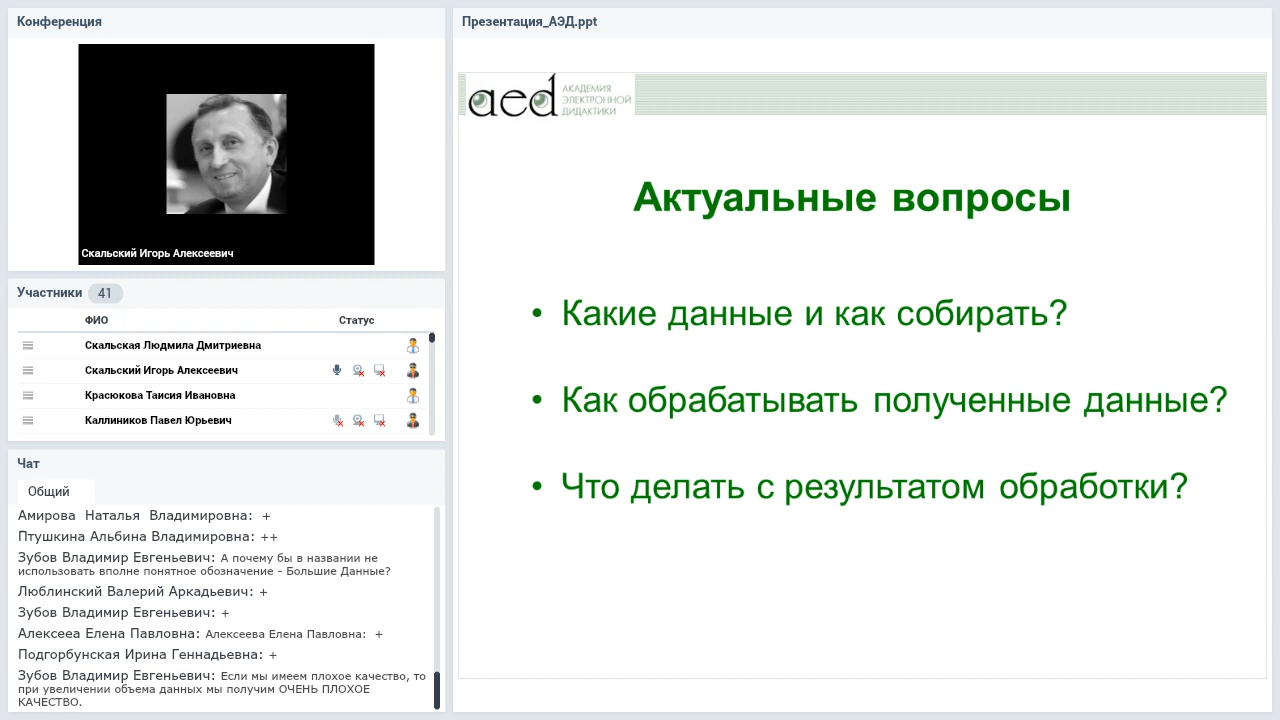 Конференция
Скальский Игорь Алексеевич
Участники 41
ФИО Статус
Скальская Людмила Дмитриевна
Скальский Игорь Алексеевич
Красюкова Таисия Ивановна
Каллиников Павел Юрьевич
Чат
Общий
Амирова Наталья Владимировна: +
Птушкина Альбина Владимировна: ++
Зубов Владимир Евгеньевич: А почему бы в названии не
использовать вполне понятное обозначение - Большие Данные?
Люблинский Валерий Аркадьевич: +
Зубов Владимир Евгеньевич: +
Алексееа Елена Павловна: Алексеева Елена Павловна: +
Подгорбунская Ирина Геннадьевна: +
Зубов Владимир Евгеньевич: Если мы имеем плохое качество, то
при увеличении объема данных мы получим ОЧЕНЬ ПЛОХОЕ
КАЧЕСТВО.
Презентация_АЭД.ppt
aed
АКАДЕМИЯ
ЭЛЕКТРОННОЙ
ДИДАКТИКИ
Актуальные вопросы
• Какие данные и как собирать?
• Как обрабатывать полученные данные?
• Что делать с результатом обработки?